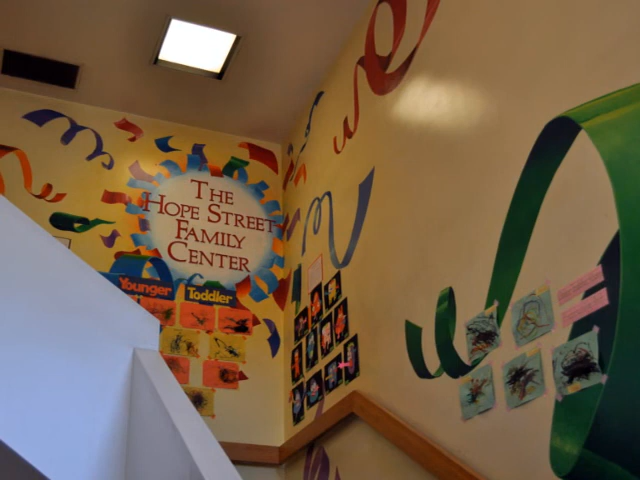 THE
HOPE STREET
FAMILY
CENTER
Younger Toddler